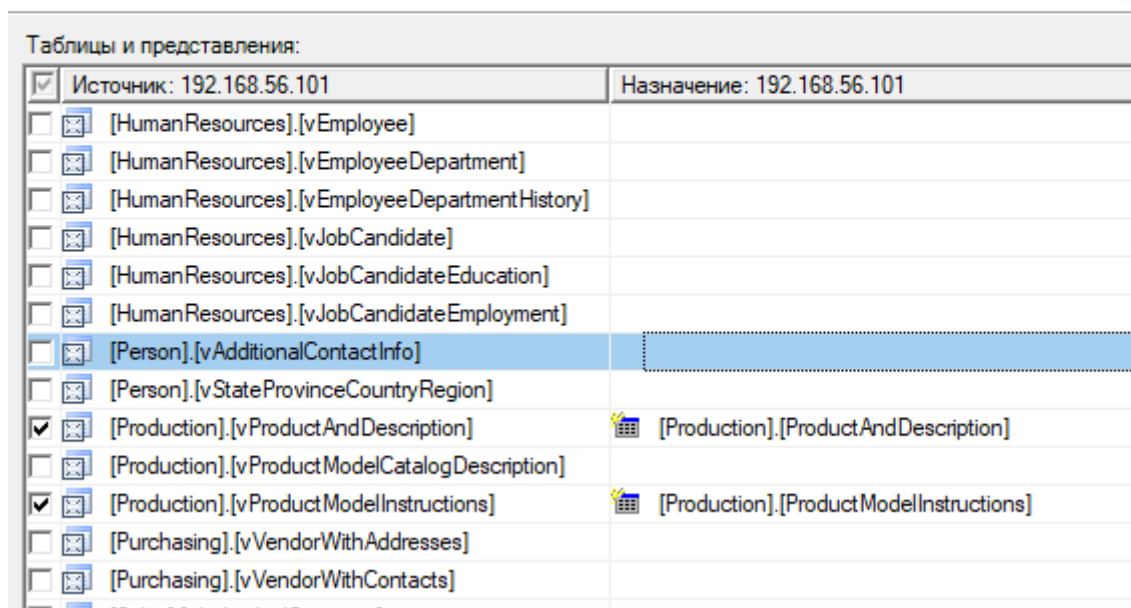 Таблицы и представления:
Источник: 192.168.56.101 Назначение: 192.168.56.101
[HumanResources].[vEmployee]
[HumanResources].[vEmployeeDepartment]
[HumanResources].[vEmployeeDepartmentHistory]
[HumanResources].[vJobCandidate]
[HumanResources].[vJobCandidateEducation]
[HumanResources].[vJobCandidateEmployment]
[Person].[vAdditionalContactInfo]
[Person].[vStateProvinceCountryRegion]
[Production].[vProductAndDescription] [Production].[ProductAndDescription]
[Production].[vProductModelCatalogDescription]
[Production].[vProductModelInstructions] [Production].[ProductModelInstructions]
[Purchasing].[vVendorWithAddresses]
[Purchasing].[vVendorWithContacts]